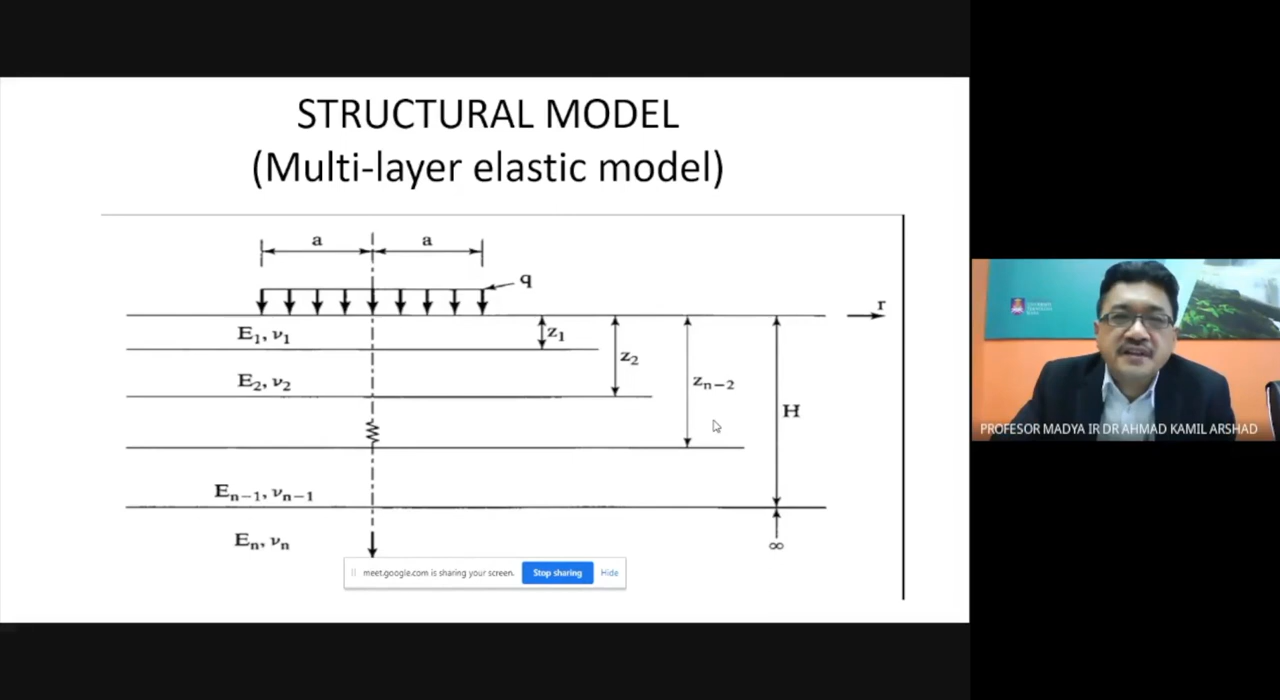 STRUCTURAL MODEL
(Multi-layer elastic model)
a a
q
r
E₁, ν₁
z₁
z₂
E₂, ν₂
zₙ₋₂
H
Eₙ₋₁, νₙ₋₁
Eₙ, νₙ
∞
meet.google.com is sharing your screen. Stop sharing Hide
PROFESOR MADYA IR DR AHMAD KAMIL ARSHAD